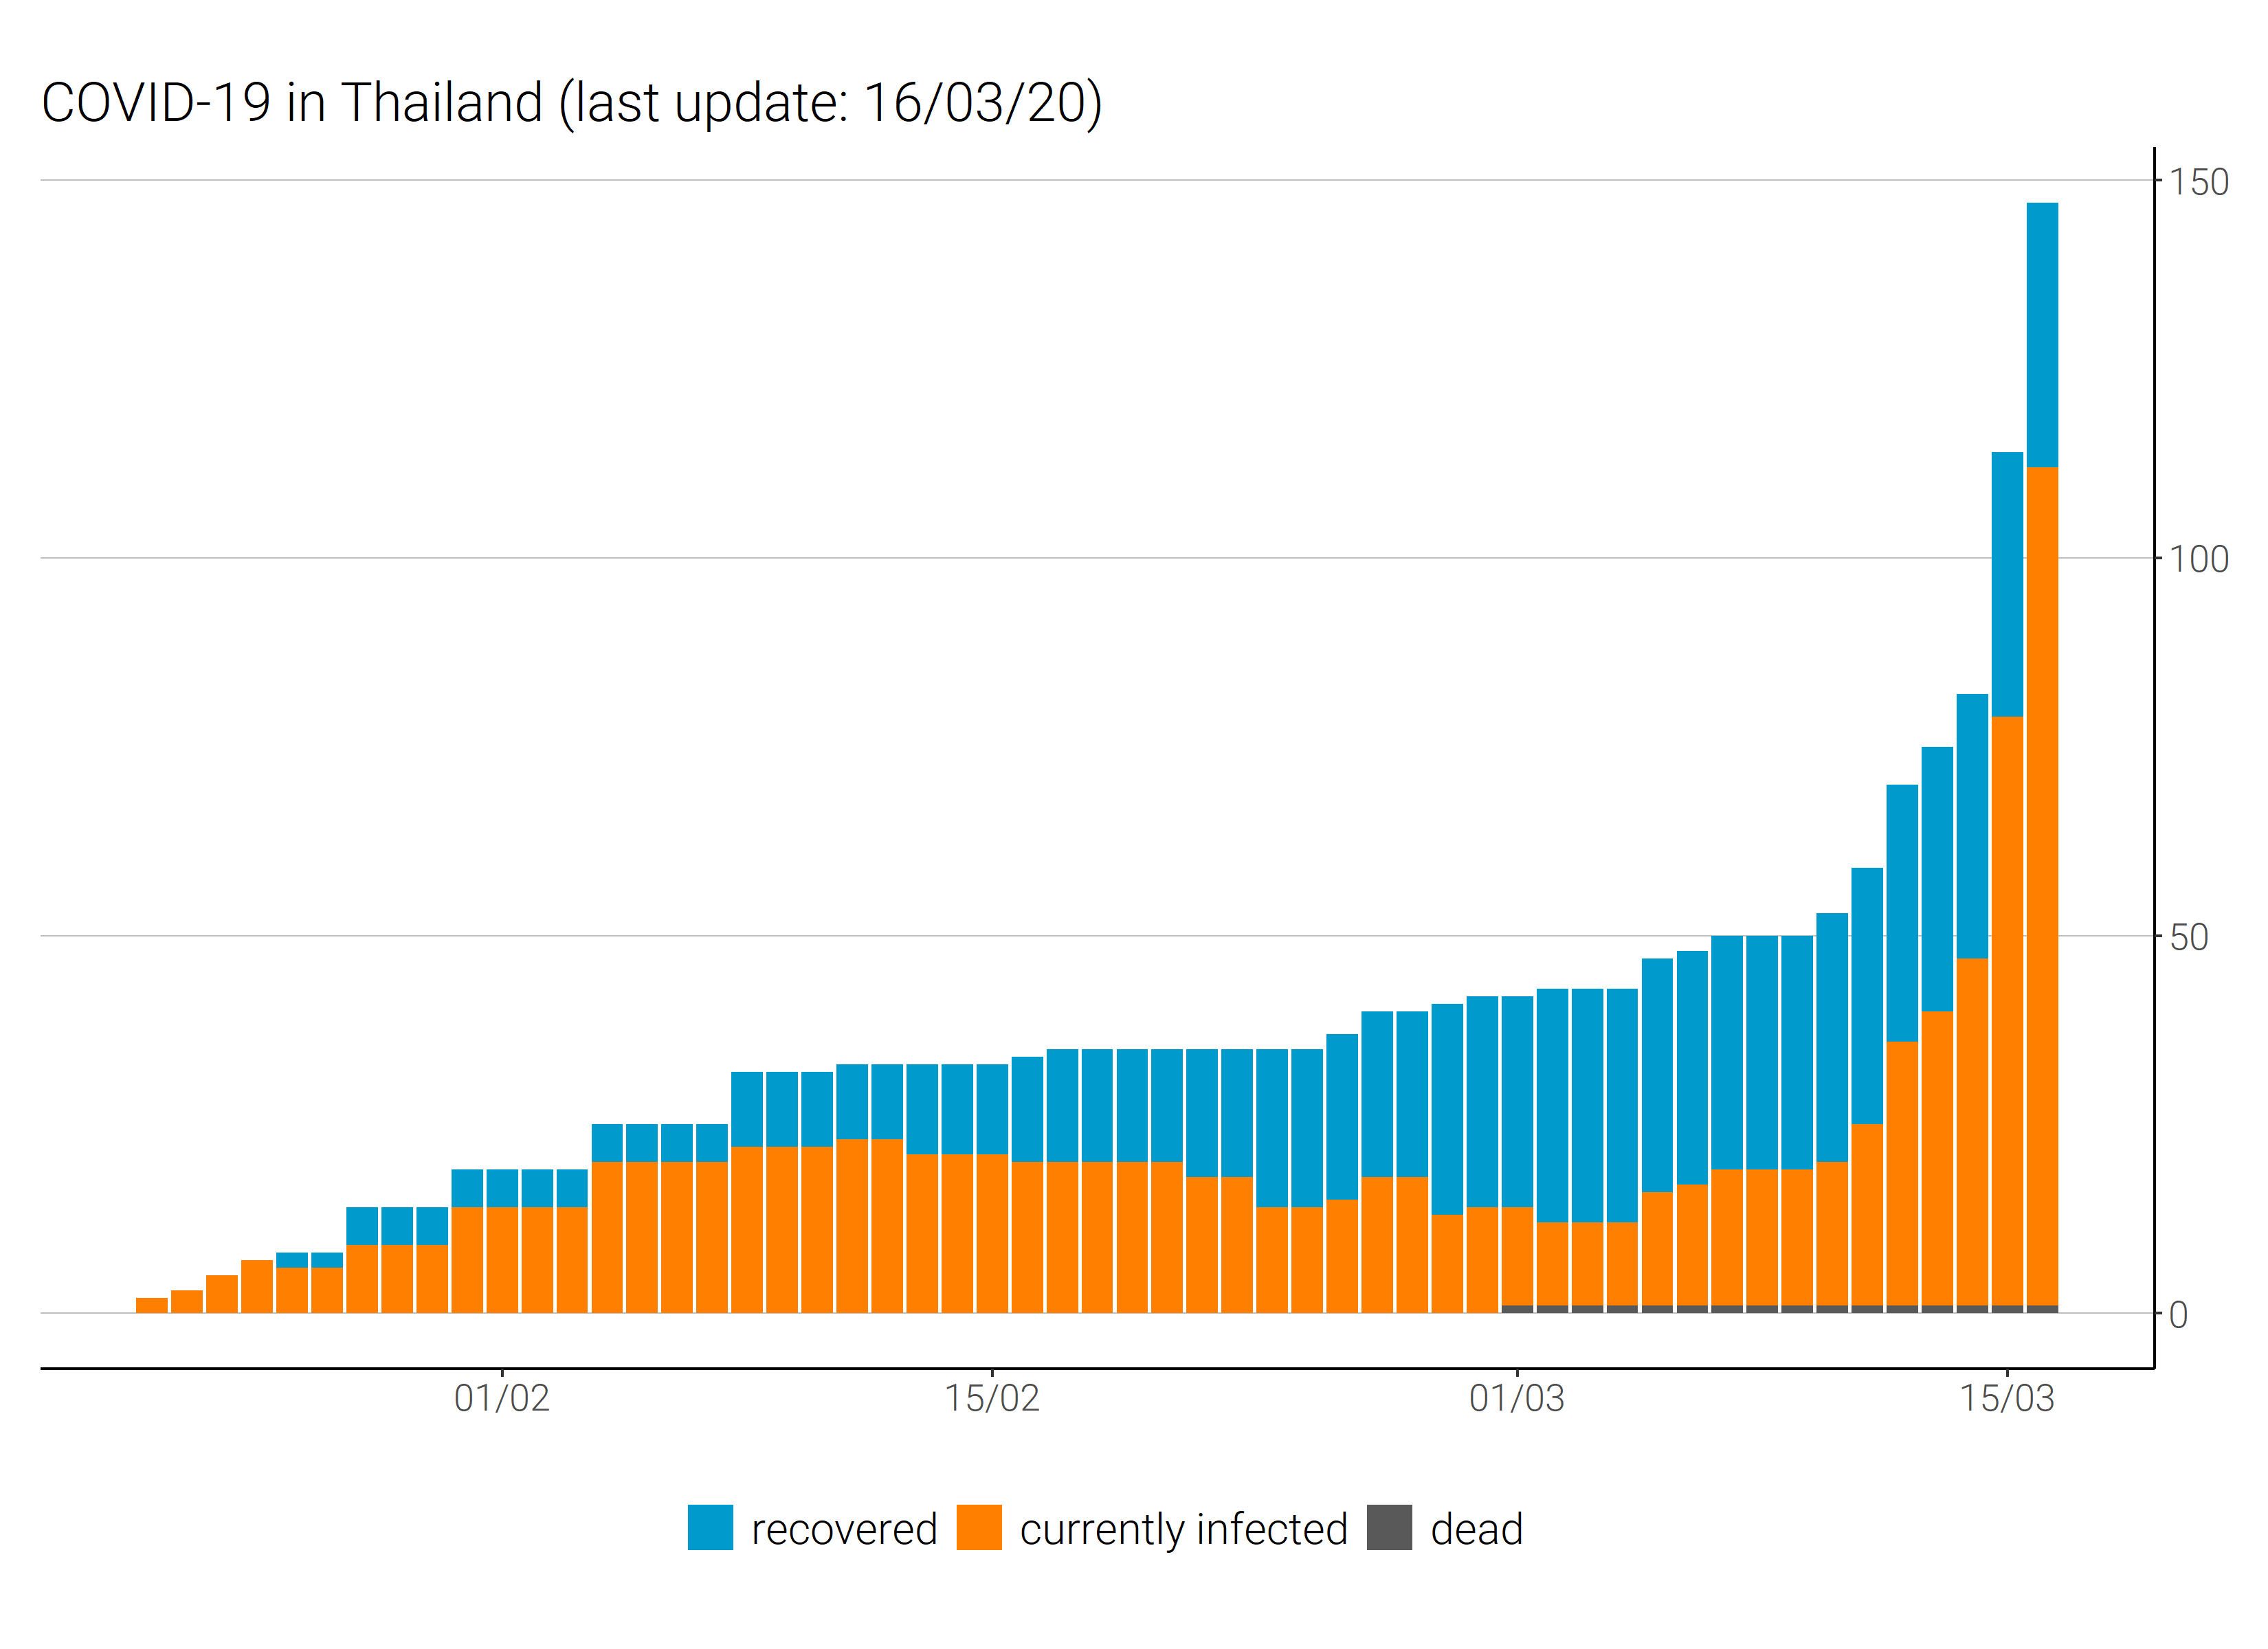 COVID-19 in Thailand (last update: 16/03/20)
150
100
50
0
01/02 15/02 01/03 15/03
recovered currently infected dead